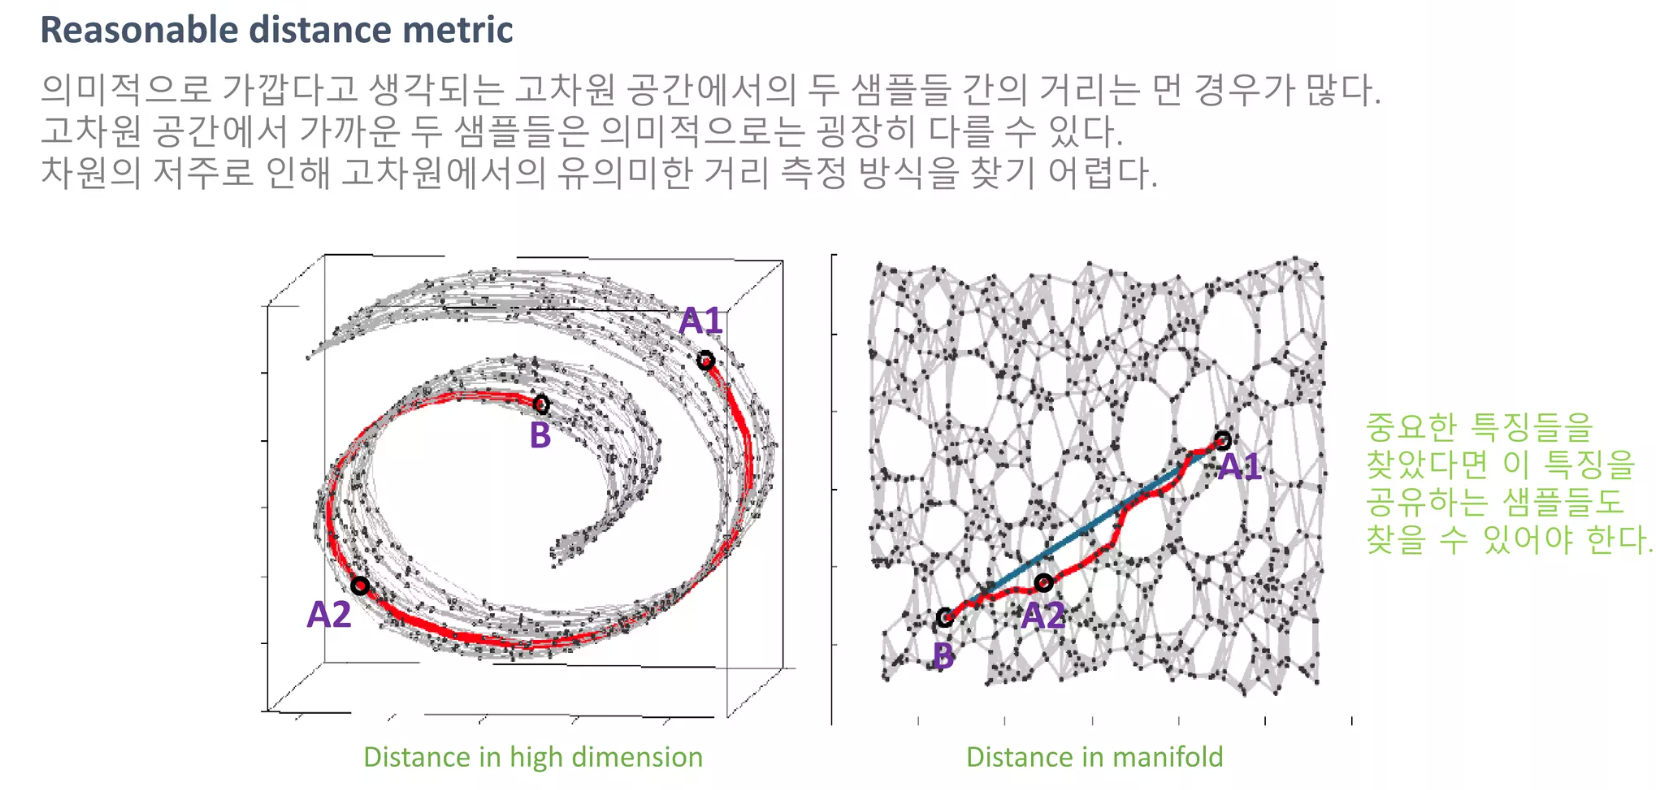 Reasonable distance metric
의미적으로 가깝다고 생각되는 고차원 공간에서의 두 샘플들 간의 거리는 먼 경우가 많다.
고차원 공간에서 가까운 두 샘플들은 의미적으로는 굉장히 다를 수 있다.
차원의 저주로 인해 고차원에서의 유의미한 거리 측정 방식을 찾기 어렵다.
A1
B
A2
Distance in high dimension
A1
A2
B
Distance in manifold
중요한 특징들을
찾았다면 이 특징을
공유하는 샘플들도
찾을 수 있어야 한다.